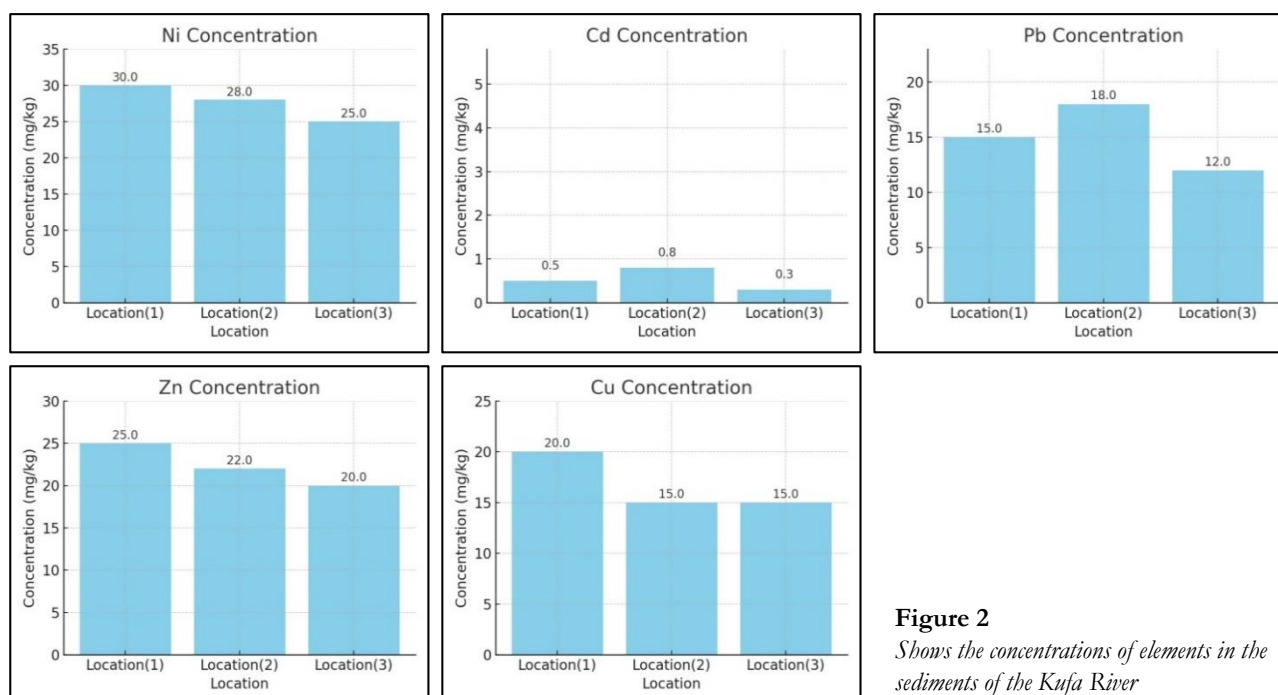 Ni Concentration
35
30
25
20
15
10
5
0
Concentration (mg/kg)
30.0
28.0
25.0
Location(1) Location(2) Location(3)
Location
Cd Concentration
5
4
3
2
1
0
Concentration (mg/kg)
0.5
0.8
0.3
Location(1) Location(2) Location(3)
Location
Pb Concentration
20
15
10
5
0
Concentration (mg/kg)
15.0
18.0
12.0
Location(1) Location(2) Location(3)
Location
Zn Concentration
30
25
20
15
10
5
0
Concentration (mg/kg)
25.0
22.0
20.0
Location(1) Location(2) Location(3)
Location
Cu Concentration
25
20
15
10
5
0
Concentration (mg/kg)
20.0
15.0
15.0
Location(1) Location(2) Location(3)
Location
Figure 2
Shows the concentrations of elements in the
sediments of the Kufa River